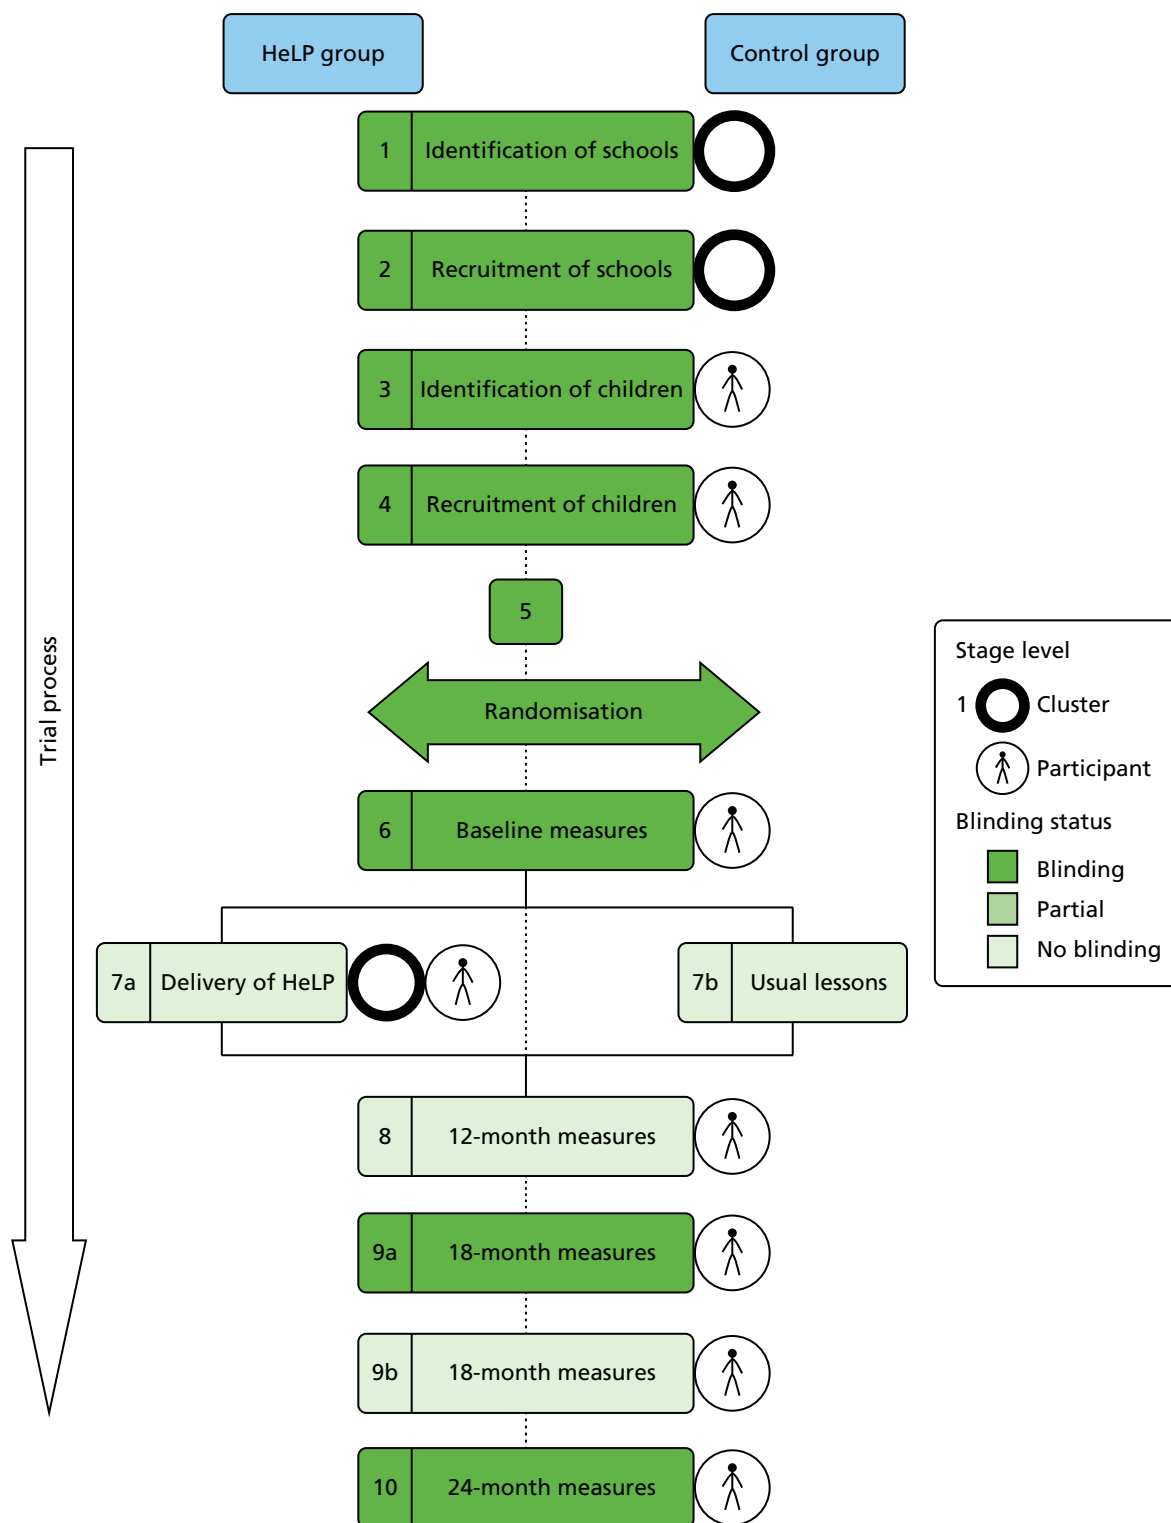 HeLP group
Control group
1 Identification of schools
2 Recruitment of schools
3 Identification of children
4 Recruitment of children
5
Randomisation
6 Baseline measures
7a Delivery of HeLP
7b Usual lessons
8 12-month measures
9a 18-month measures
9b 18-month measures
10 24-month measures
Trial process
Stage level
1 Cluster
Participant
Blinding status
Blinding
Partial
No blinding